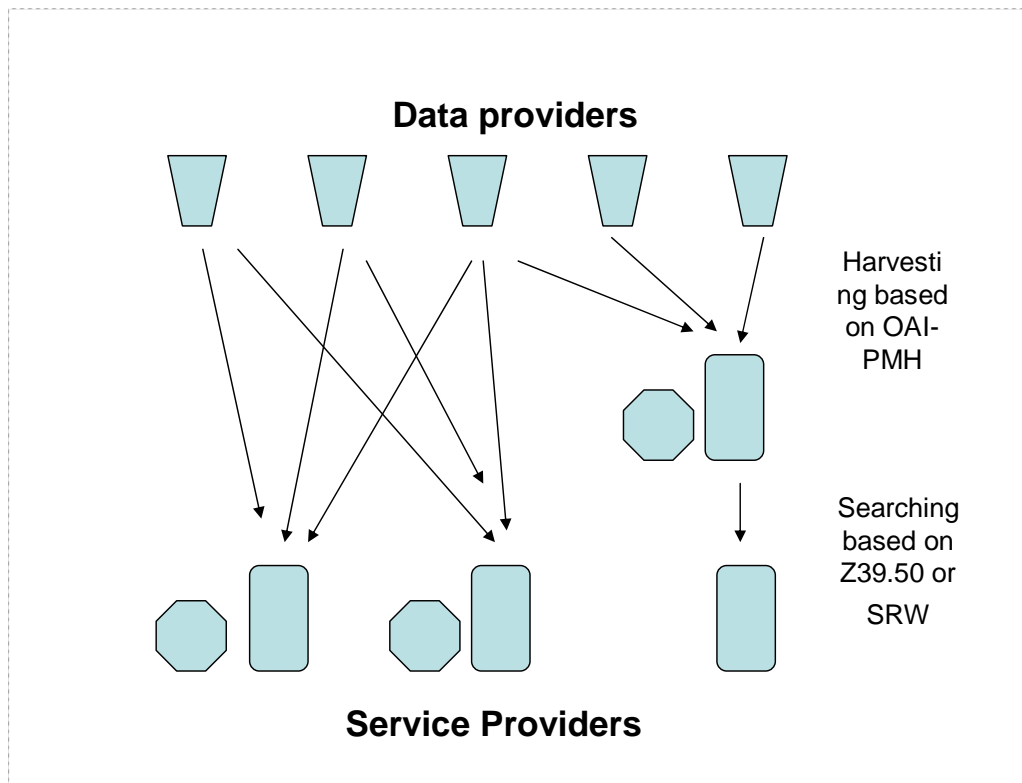 Data providers
Harvesti
ng based
on OAI-
PMH
Searching
based on
Z39.50 or
SRW
Service Providers